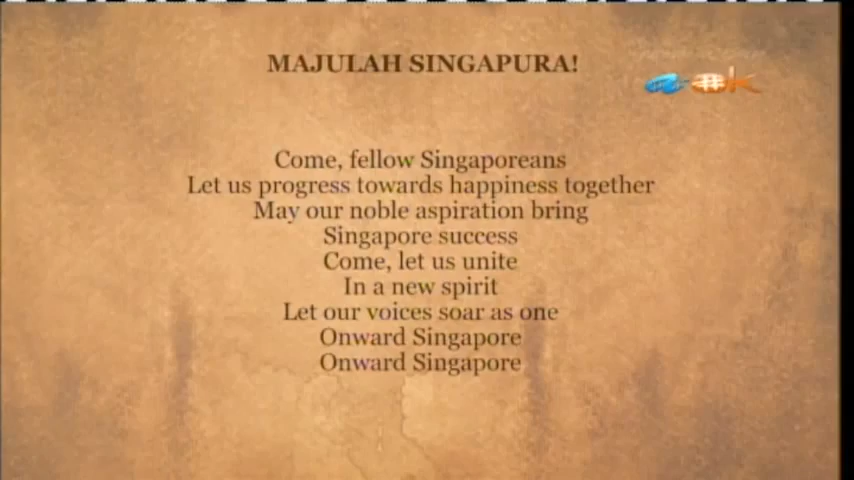 MAJULAH SINGAPURA!
Come, fellow Singaporeans
Let us progress towards happiness together
May our noble aspiration bring
Singapore success
Come, let us unite
In a new spirit
Let our voices soar as one
Onward Singapore
Onward Singapore